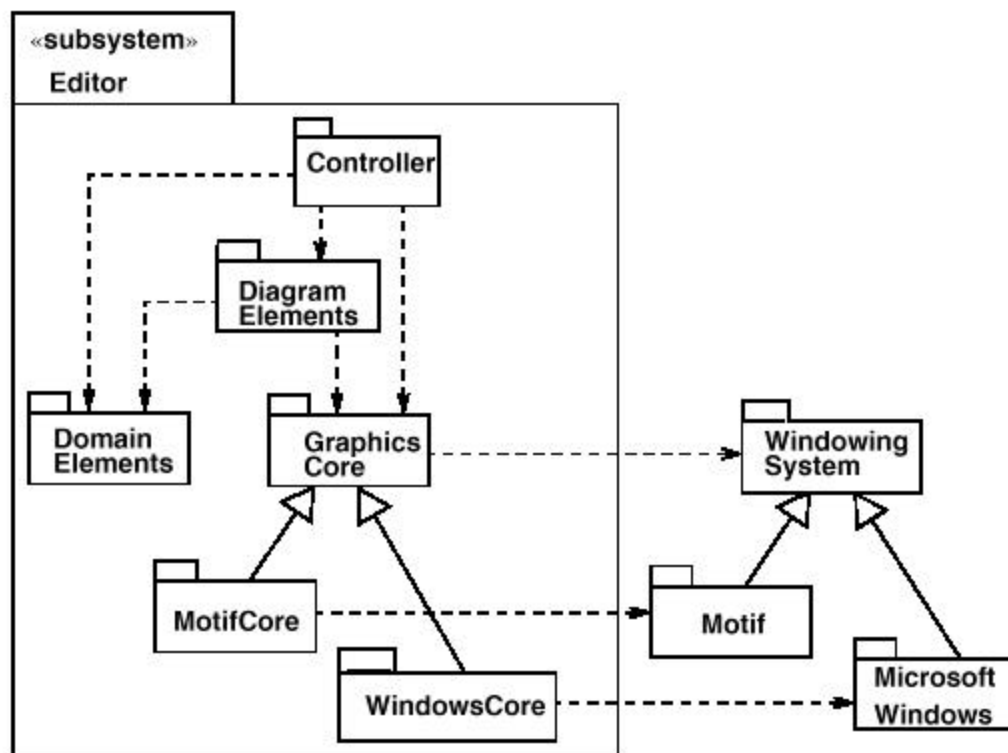 «subsystem»
Editor
Controller
Diagram
Elements
Domain
Elements
Graphics
Core
Windowing
System
MotifCore
Motif
WindowsCore
Microsoft
Windows